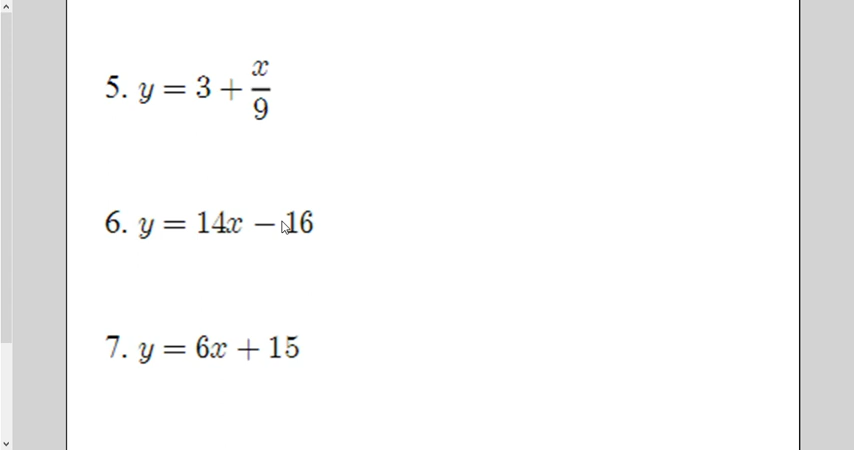 5. y = 3 + x/9
6. y = 14x − 16
7. y = 6x + 15